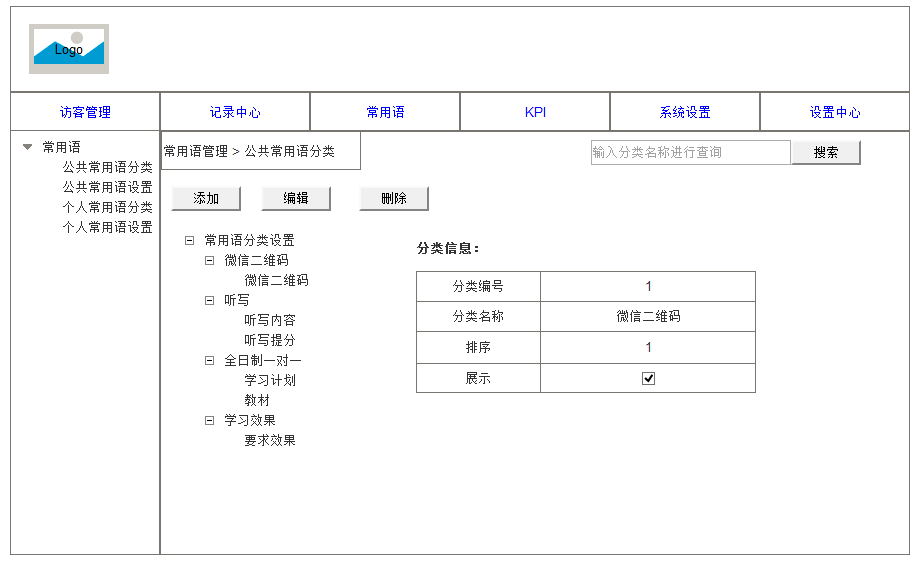 Logo
访客管理 记录中心 常用语 KPI 系统设置 设置中心
常用语
公共常用语分类
公共常用语设置
个人常用语分类
个人常用语设置
常用语管理 > 公共常用语分类
输入分类名称进行查询 搜索
添加 编辑 删除
常用语分类设置
微信二维码
微信二维码
听写
听写内容
听写提分
全日制一对一
学习计划
教材
学习效果
要求效果
分类信息：
分类编号 1
分类名称 微信二维码
排序 1
展示